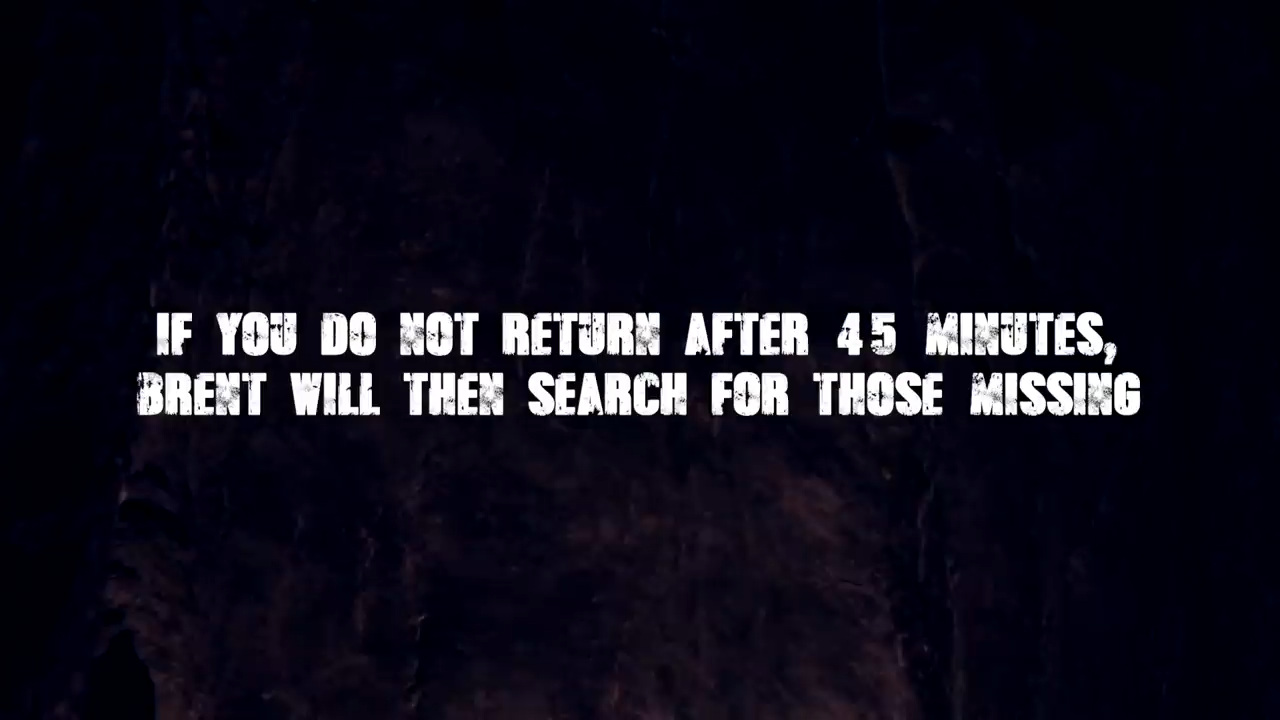 IF YOU DO NOT RETURN AFTER 45 MINUTES,
BRENT WILL THEN SEARCH FOR THOSE MISSING